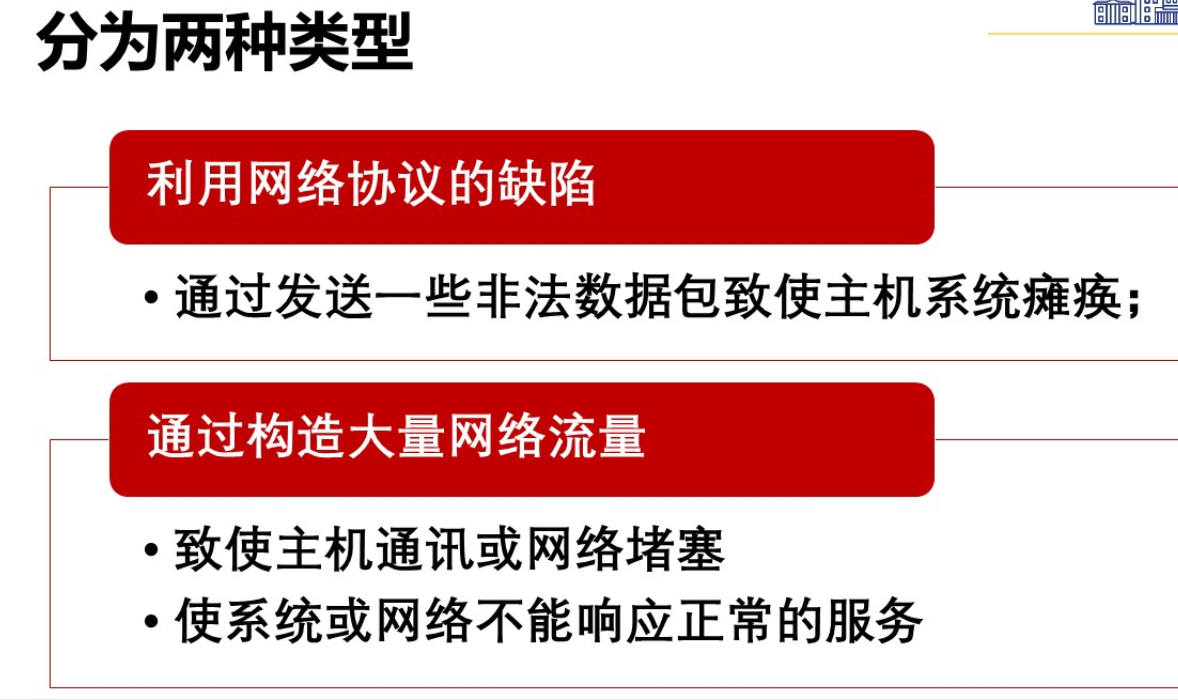 分为两种类型
利用网络协议的缺陷
• 通过发送一些非法数据包致使主机系统瘫痪；
通过构造大量网络流量
• 致使主机通讯或网络堵塞
• 使系统或网络不能响应正常的服务